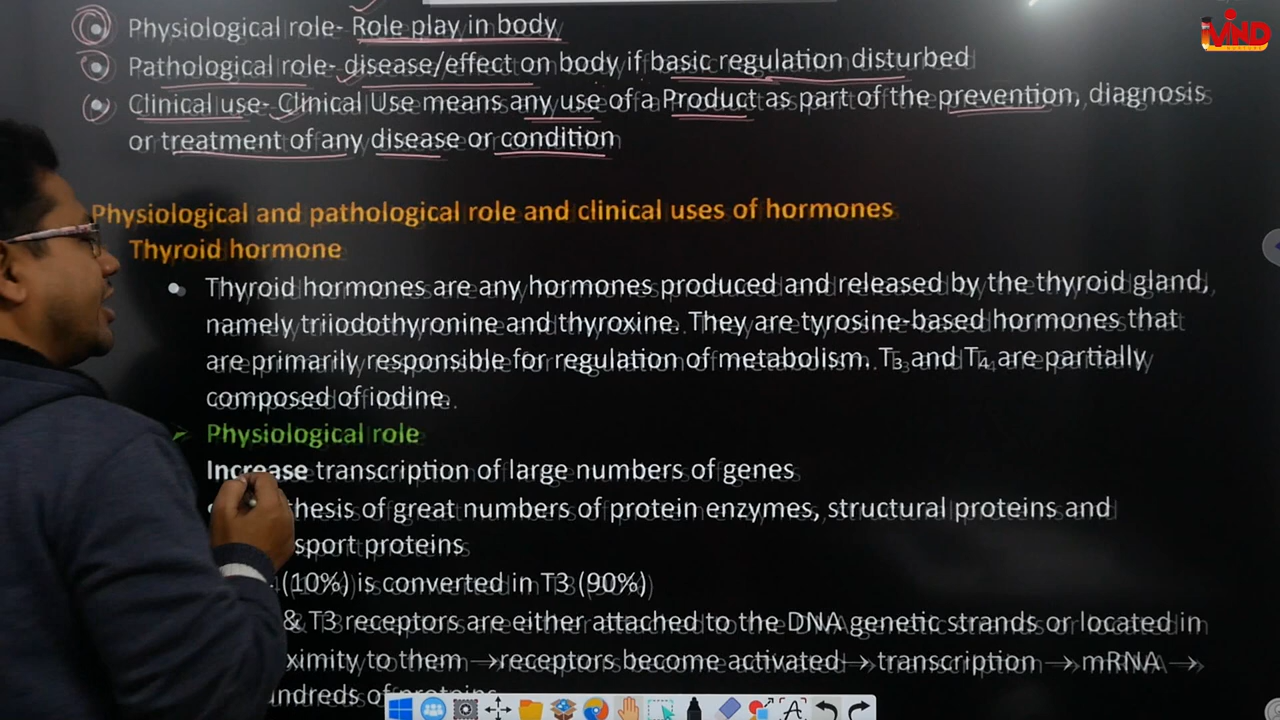 iVIND
Physiological role- Role play in body
Pathological role- disease/effect on body if basic regulation disturbed
Clinical use- Clinical Use means any use of a Product as part of the prevention, diagnosis
or treatment of any disease or condition
Physiological and pathological role and clinical uses of hormones
Thyroid hormone
Thyroid hormones are any hormones produced and released by the thyroid gland,
namely triiodothyronine and thyroxine. They are tyrosine-based hormones that
are primarily responsible for regulation of metabolism. T₃ and T₄ are partially
composed of iodine.
Physiological role
Increase transcription of large numbers of genes
hesis of great numbers of protein enzymes, structural proteins and
sport proteins
(10%) is converted in T3 (90%)
& T3 receptors are either attached to the DNA genetic strands or located in
ximity to them →receptors become activated→ transcription → mRNA →
ndreds of proteins